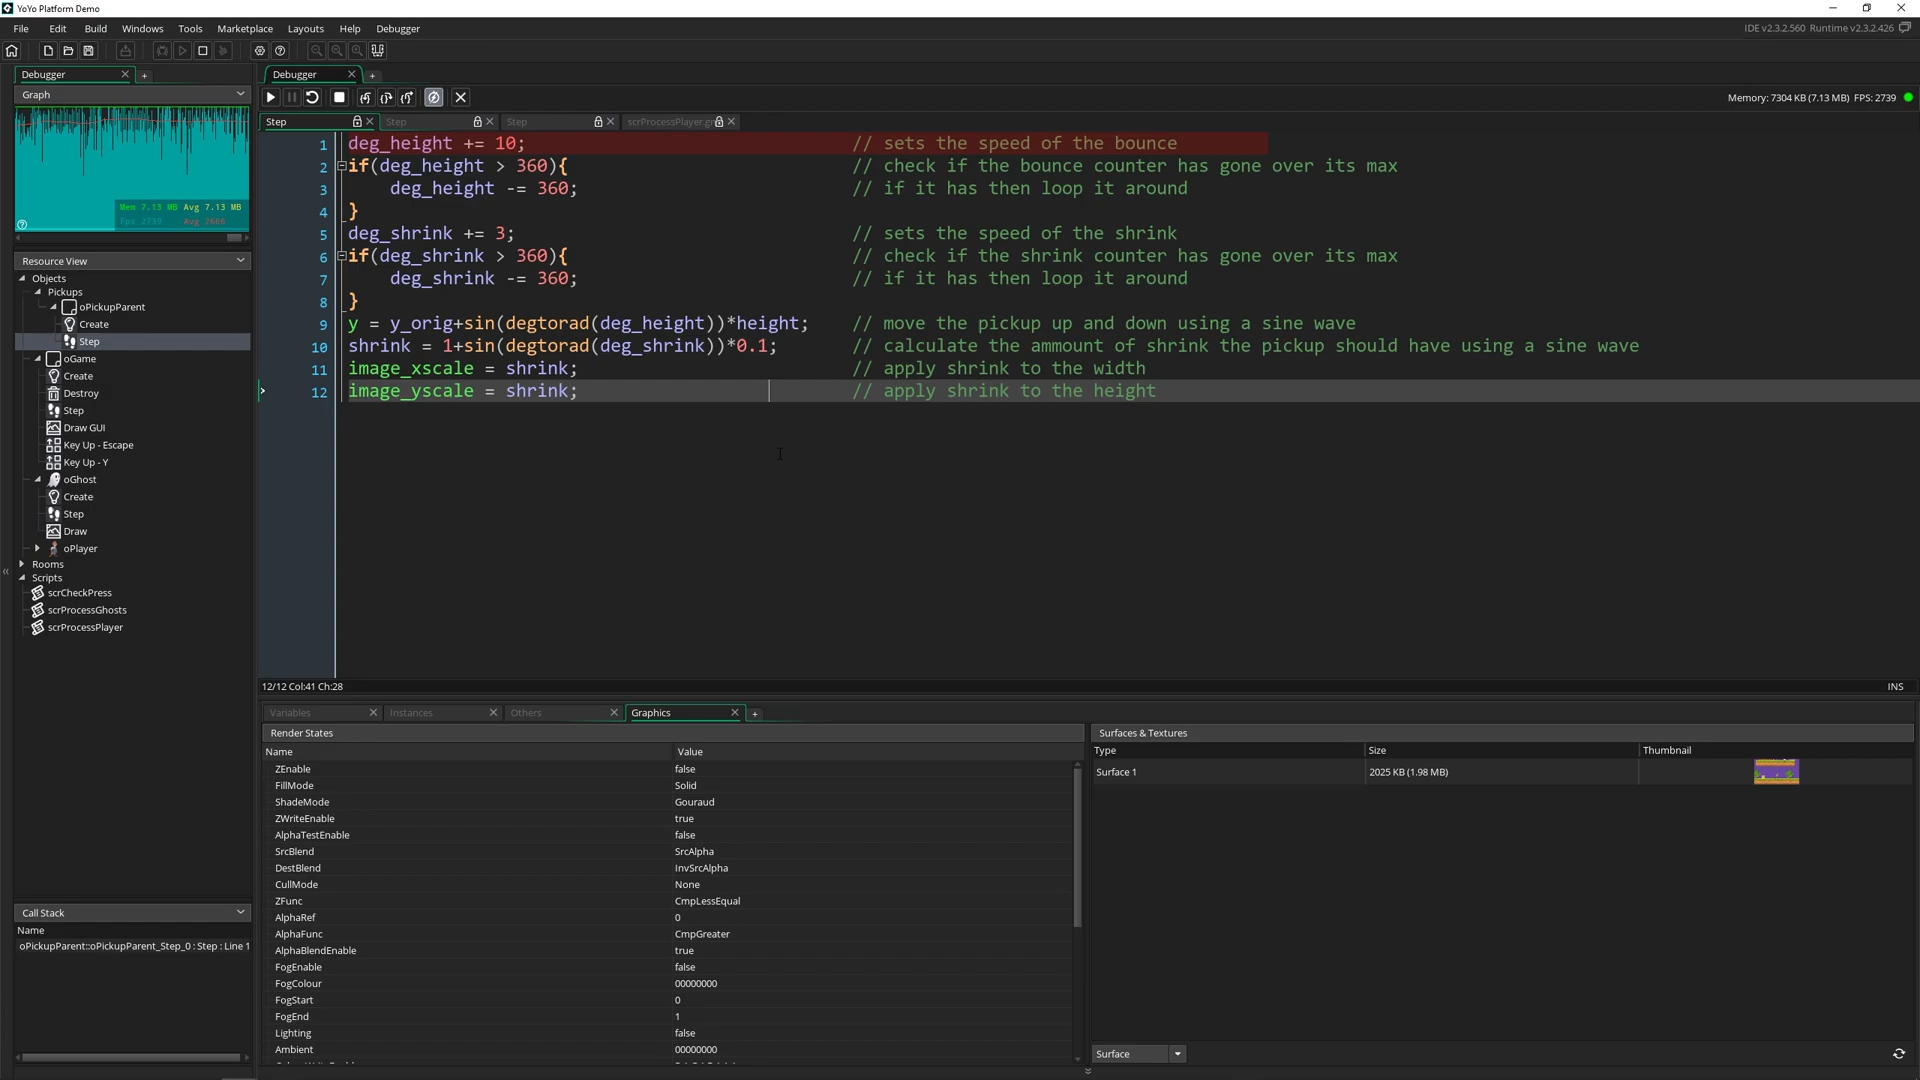 YoYo Platform Demo
File Edit Build Windows Tools Marketplace Layouts Help Debugger
IDE v2.3.2.560 Runtime v2.3.2.426
Debugger
Graph
Mem 7.13 MB Avg 7.13 MB
Fps 2739 Avg 2666
Resource View
Objects
Pickups
oPickupParent
Create
Step
oGame
Create
Destroy
Step
Draw GUI
Key Up - Escape
Key Up - Y
oGhost
Create
Step
Draw
oPlayer
Rooms
Scripts
scrCheckPress
scrProcessGhosts
scrProcessPlayer
Call Stack
Name
oPickupParent::oPickupParent_Step_0 : Step : Line 1
Debugger
Memory: 7304 KB (7.13 MB) FPS: 2739
Step Step Step scrProcessPlayer.g
1 deg_height += 10; // sets the speed of the bounce
2 if(deg_height > 360){ // check if the bounce counter has gone over its max
3 deg_height -= 360; // if it has then loop it around
4 }
5 deg_shrink += 3; // sets the speed of the shrink
6 if(deg_shrink > 360){ // check if the shrink counter has gone over its max
7 deg_shrink -= 360; // if it has then loop it around
8 }
9 y = y_orig+sin(degtorad(deg_height))*height; // move the pickup up and down using a sine wave
10 shrink = 1+sin(degtorad(deg_shrink))*0.1; // calculate the ammount of shrink the pickup should have using a sine wave
11 image_xscale = shrink; // apply shrink to the width
12 image_yscale = shrink; // apply shrink to the height
12/12 Col:41 Ch:28 INS
Variables Instances Others Graphics
Render States
Name Value
ZEnable false
FillMode Solid
ShadeMode Gouraud
ZWriteEnable true
AlphaTestEnable false
SrcBlend SrcAlpha
DestBlend InvSrcAlpha
CullMode None
ZFunc CmpLessEqual
AlphaRef 0
AlphaFunc CmpGreater
AlphaBlendEnable true
FogEnable false
FogColour 00000000
FogStart 0
FogEnd 1
Lighting false
Ambient 00000000
Surfaces & Textures
Type Size Thumbnail
Surface 1 2025 KB (1.98 MB)
Surface